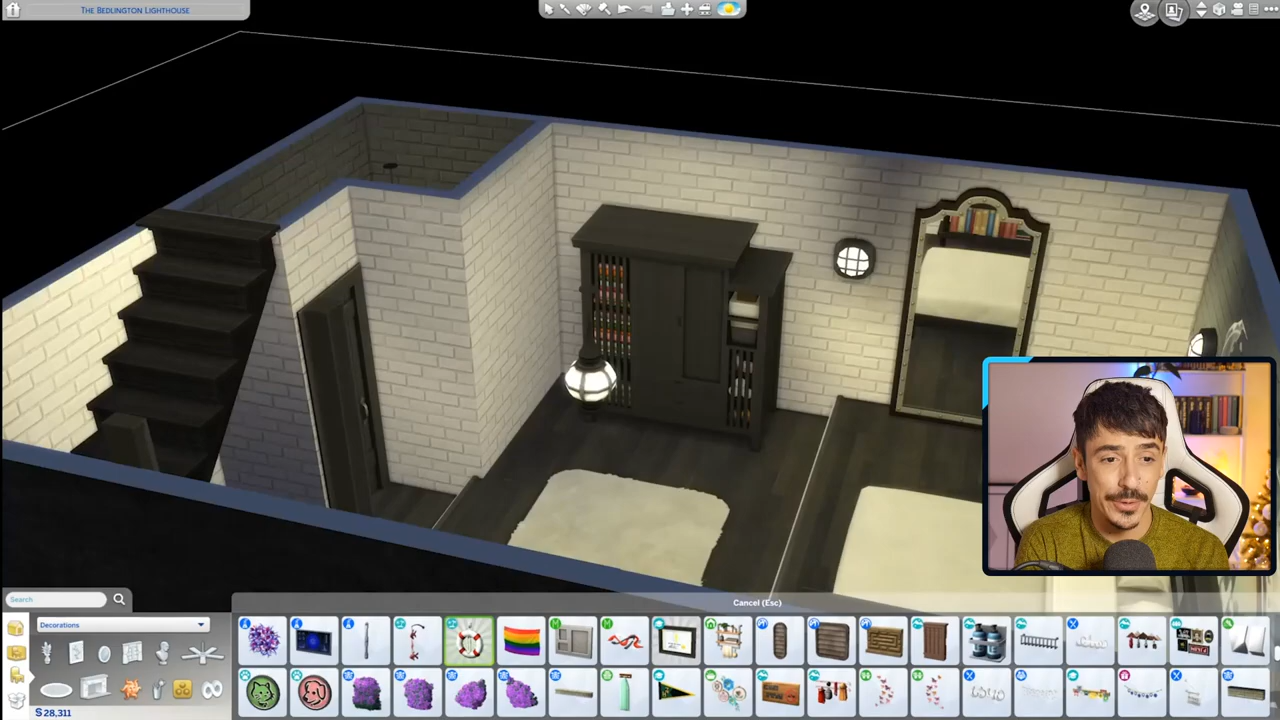 THE BEDLINGTON LIGHTHOUSE
Cancel (Esc)
Search
Decorations
§28,311